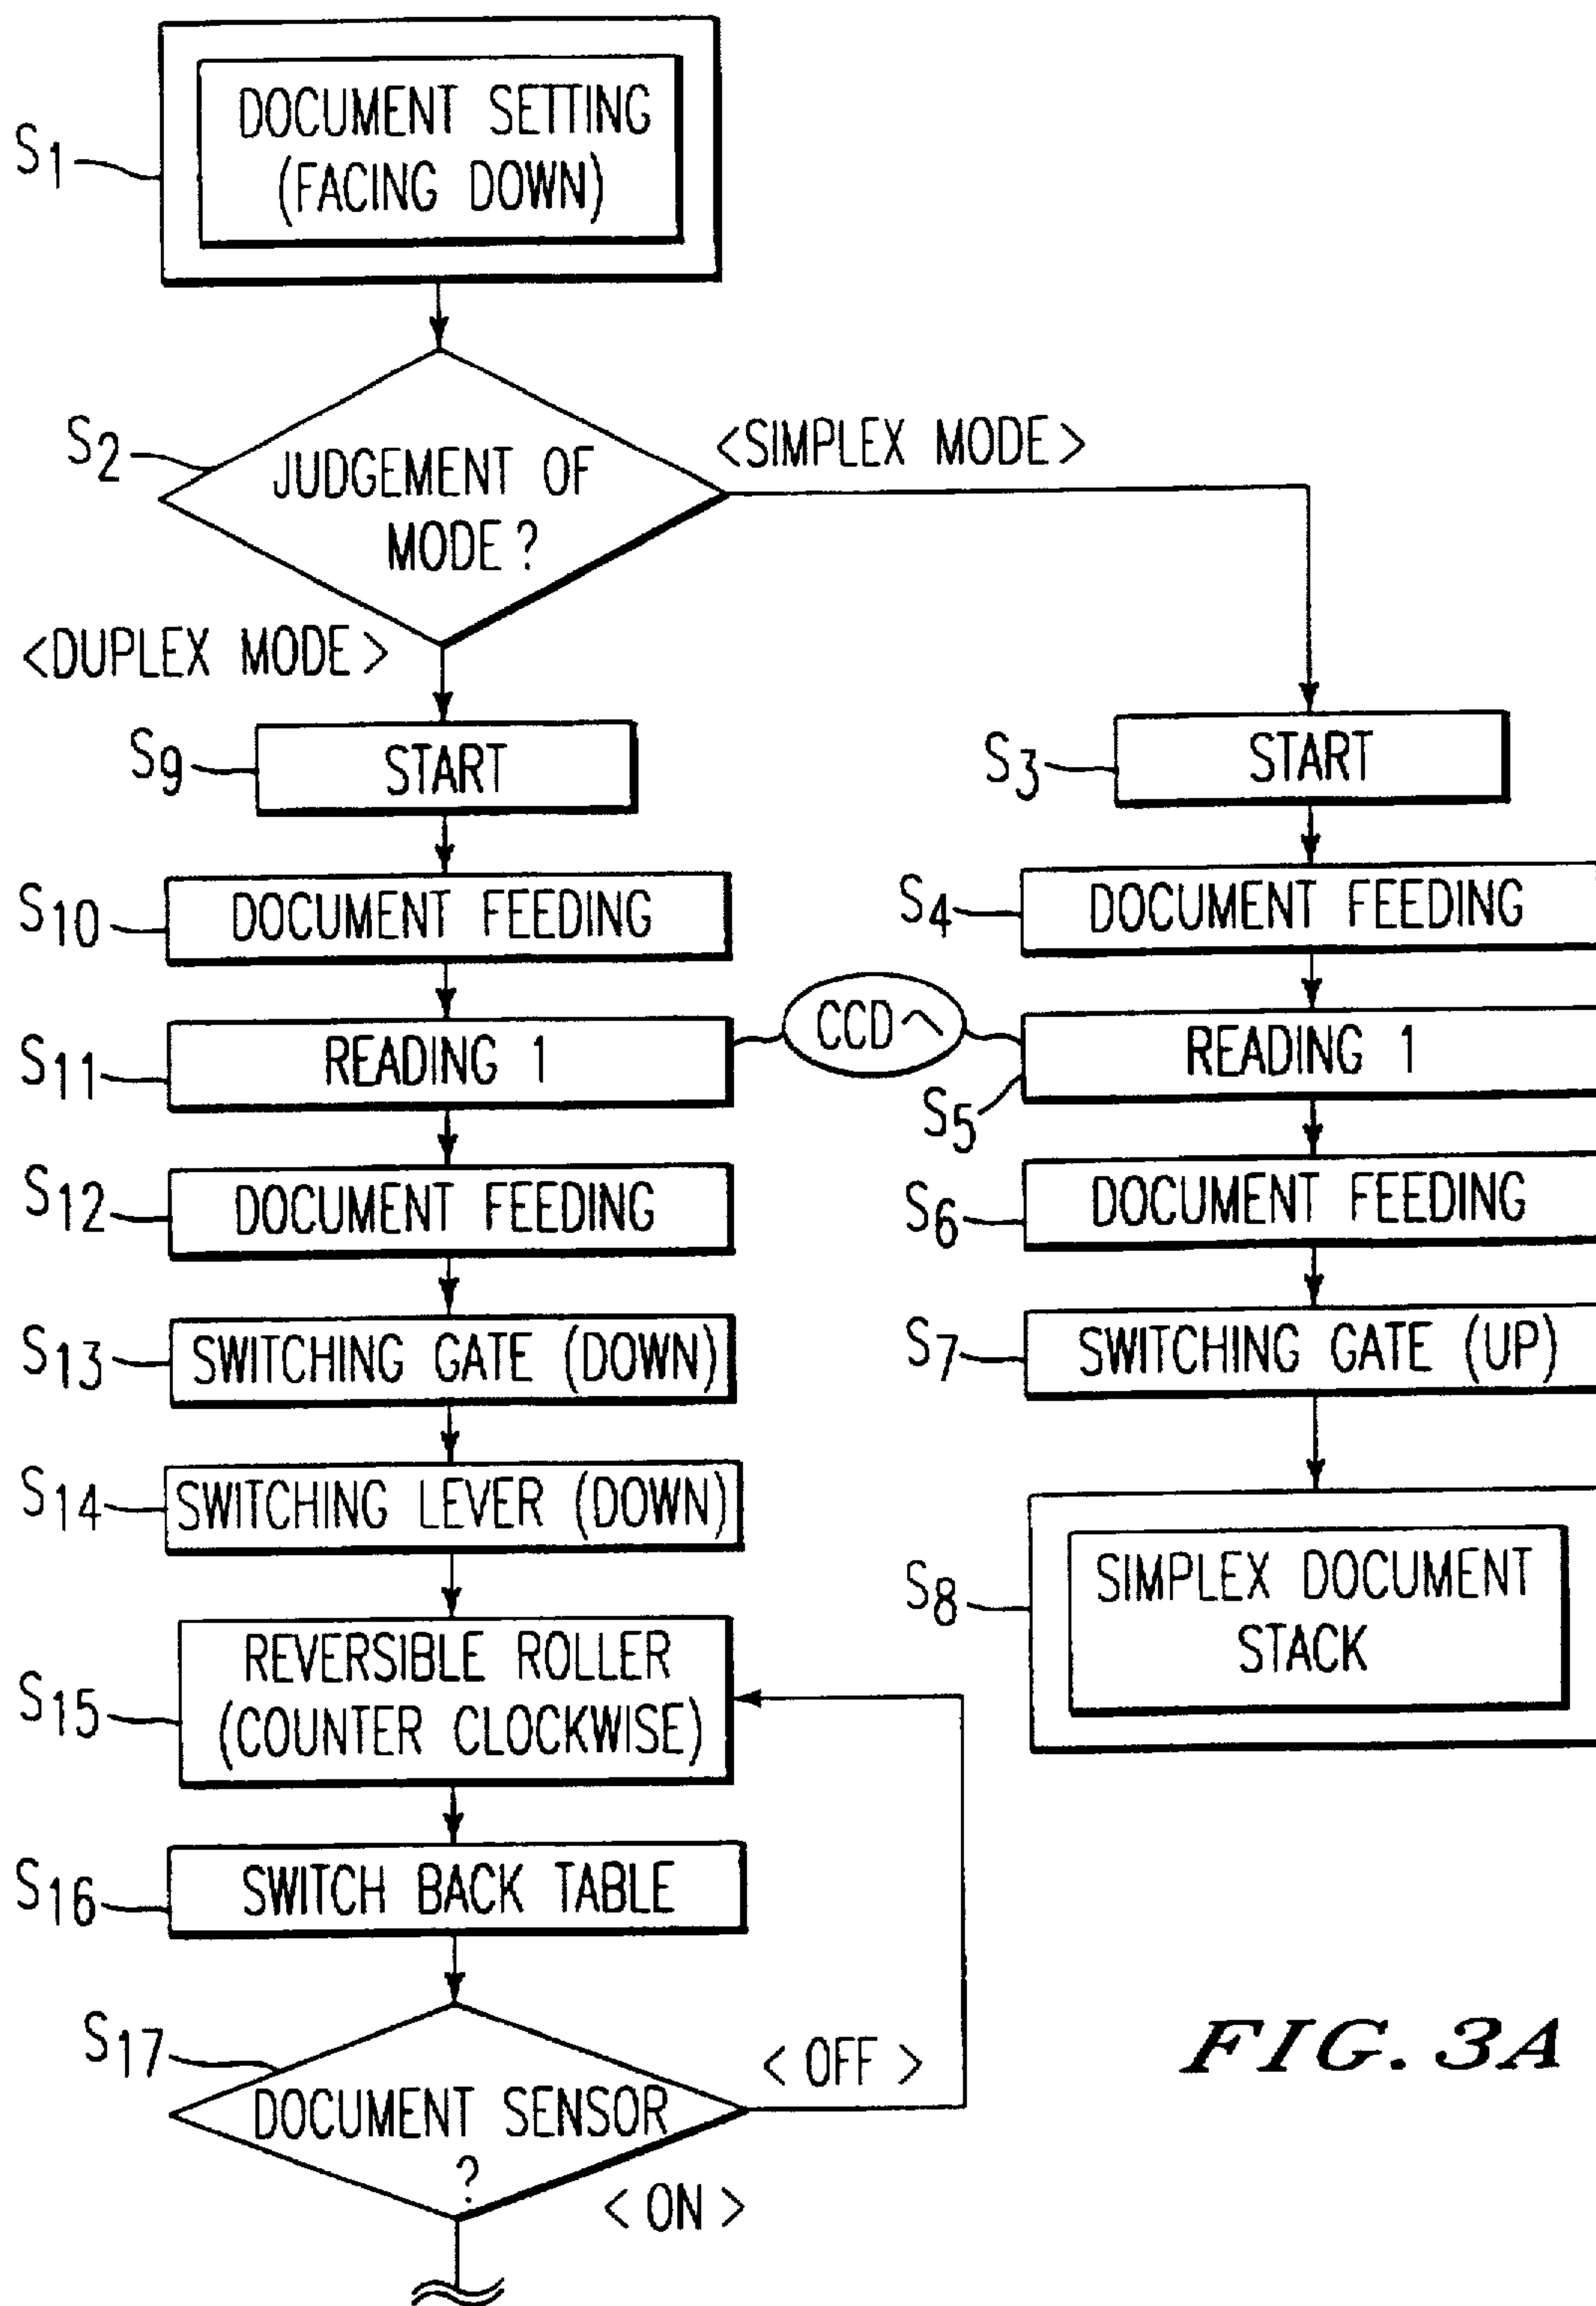 S1
DOCUMENT SETTING
(FACING DOWN)
S2
JUDGEMENT OF
MODE?
<SIMPLEX MODE>
<DUPLEX MODE>
S9
START
S3
START
S10
DOCUMENT FEEDING
S4
DOCUMENT FEEDING
S11
READING 1
CCD ヘ
READING 1
S5
S12
DOCUMENT FEEDING
S6
DOCUMENT FEEDING
S13
SWITCHING GATE (DOWN)
S7
SWITCHING GATE (UP)
S14
SWITCHING LEVER (DOWN)
S8
SIMPLEX DOCUMENT
STACK
S15
REVERSIBLE ROLLER
(COUNTER CLOCKWISE)
S16
SWITCH BACK TABLE
S17
DOCUMENT SENSOR
?
< OFF >
< ON >
FIG. 3A